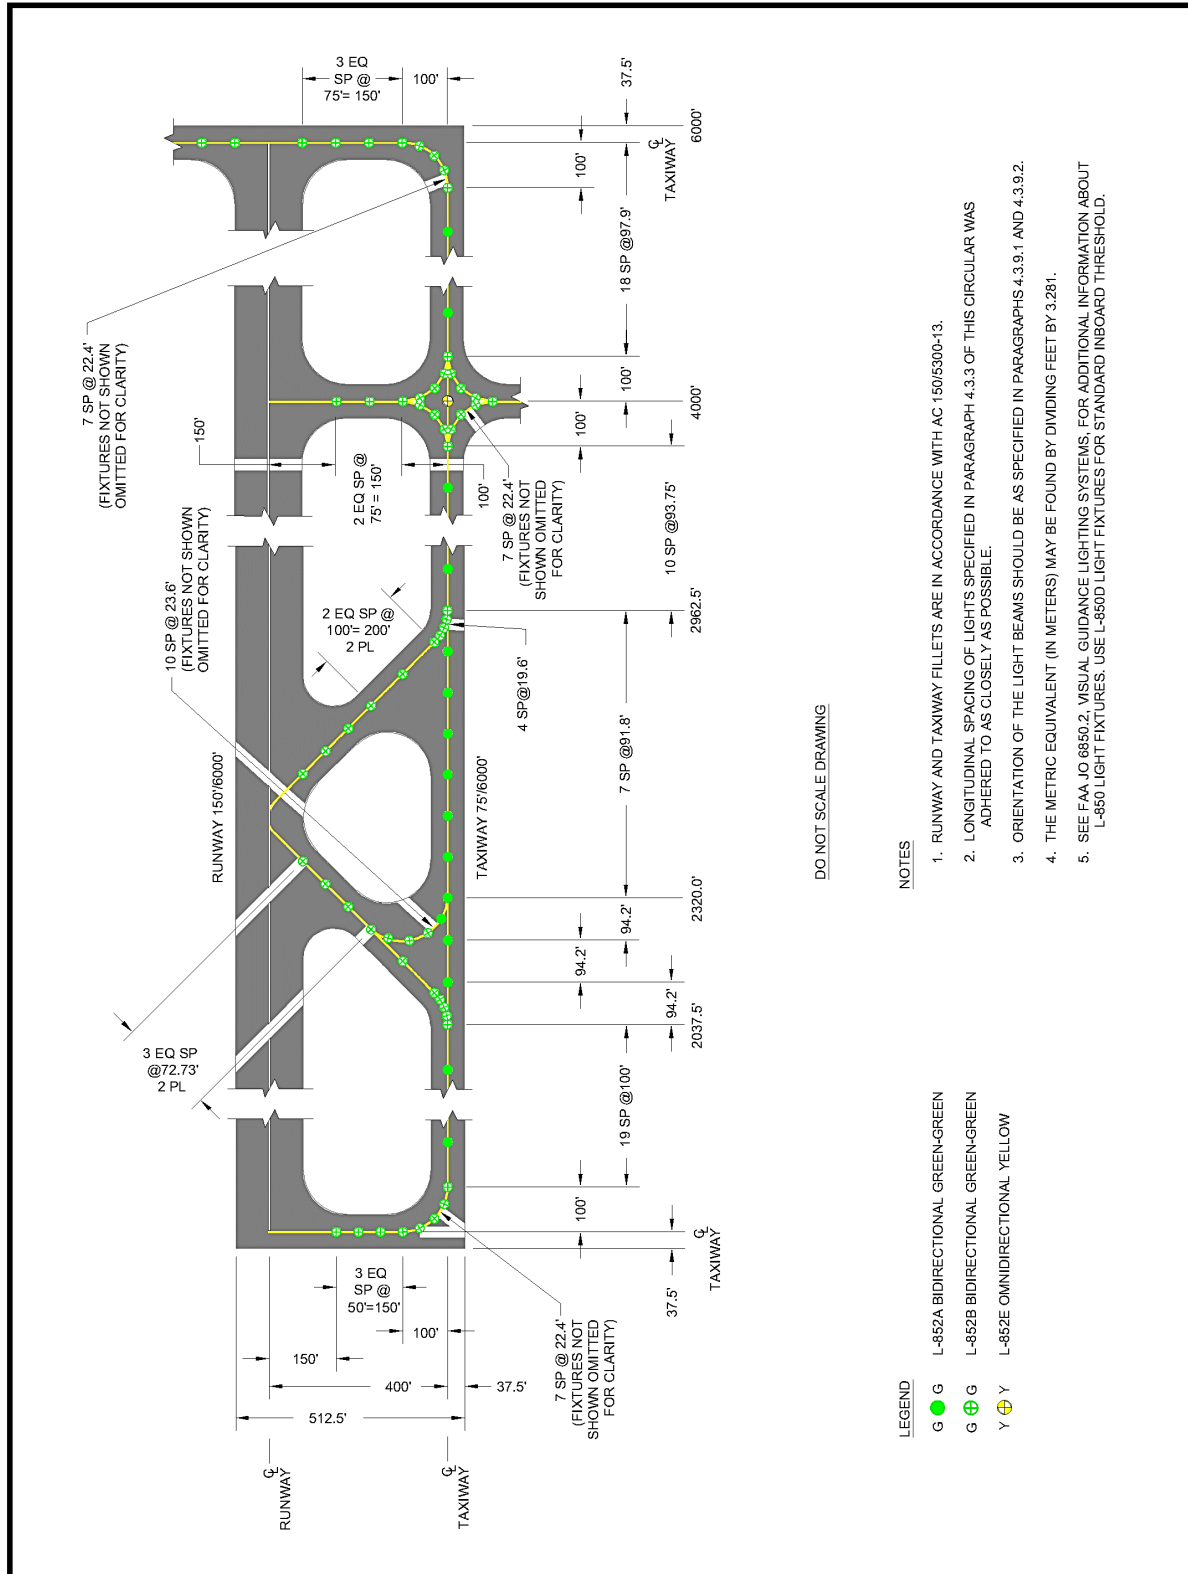 3 EQ
SP @
75'= 150'
100'
37.5'
6000'
℄
TAXIWAY
100'
18 SP @97.9'
7 SP @ 22.4'
(FIXTURES NOT SHOWN
OMITTED FOR CLARITY)
150'
2 EQ SP @
75' = 150'
100'
7 SP @ 22.4'
(FIXTURES NOT
SHOWN OMITTED
FOR CLARITY)
100'
100'
4000'
10 SP @93.75'
2962.5'
10 SP @ 23.6'
(FIXTURES NOT SHOWN
OMITTED FOR CLARITY)
2 EQ SP @
100'= 200'
2 PL
4 SP@19.6'
7 SP @91.8'
RUNWAY 150'/6000'
TAXIWAY 75'/6000'
2320.0'
94.2'
94.2'
94.2'
2037.5'
3 EQ SP
@72.73'
2 PL
19 SP @100'
100'
37.5'
℄
TAXIWAY
3 EQ
SP @
50'=150'
100'
150'
400'
37.5'
512.5'
7 SP @ 22.4'
(FIXTURES NOT
SHOWN OMITTED
FOR CLARITY)
℄
RUNWAY
℄
TAXIWAY
DO NOT SCALE DRAWING
NOTES
1. RUNWAY AND TAXIWAY FILLETS ARE IN ACCORDANCE WITH AC 150/5300-13.
2. LONGITUDINAL SPACING OF LIGHTS SPECIFIED IN PARAGRAPH 4.3.3 OF THIS CIRCULAR WAS
ADHERED TO AS CLOSELY AS POSSIBLE.
3. ORIENTATION OF THE LIGHT BEAMS SHOULD BE AS SPECIFIED IN PARAGRAPHS 4.3.9.1 AND 4.3.9.2.
4. THE METRIC EQUIVALENT (IN METERS) MAY BE FOUND BY DIVIDING FEET BY 3.281.
5. SEE FAA JO 6850.2, VISUAL GUIDANCE LIGHTING SYSTEMS, FOR ADDITIONAL INFORMATION ABOUT
L-850 LIGHT FIXTURES. USE L-850D LIGHT FIXTURES FOR STANDARD INBOARD THRESHOLD.
LEGEND
G G L-852A BIDIRECTIONAL GREEN-GREEN
G G L-852B BIDIRECTIONAL GREEN-GREEN
Y Y L-852E OMNIDIRECTIONAL YELLOW